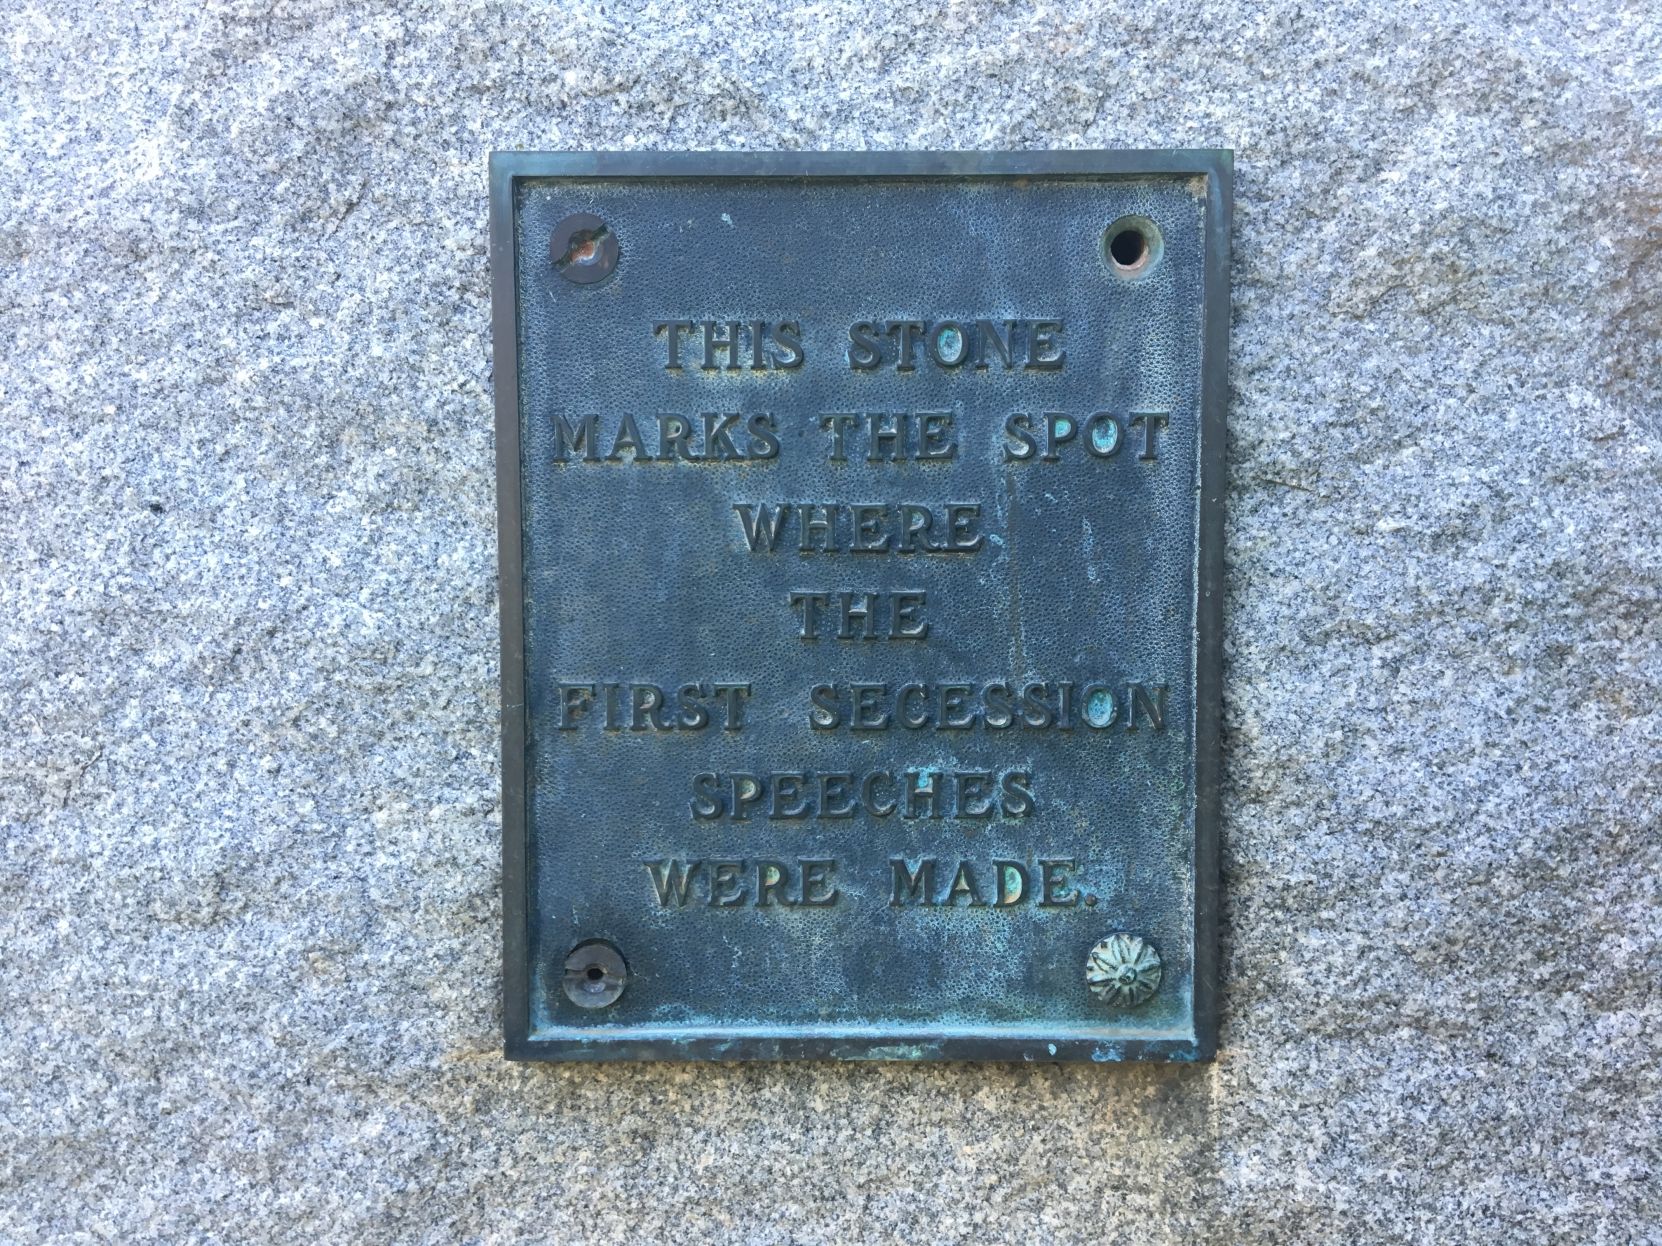 THIS STONE
MARKS THE SPOT
WHERE
THE
FIRST SECESSION
SPEECHES
WERE MADE.